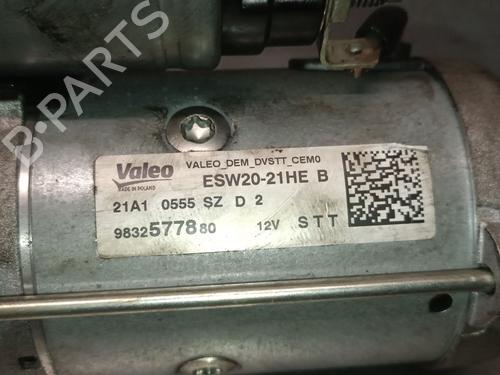 Valeo
MADE IN POLAND
VALEO_DEM_DVSTT_CEM0
ESW20-21HE B
21A1 0555 SZ D 2
9832577880 12V STT
B-PARTS